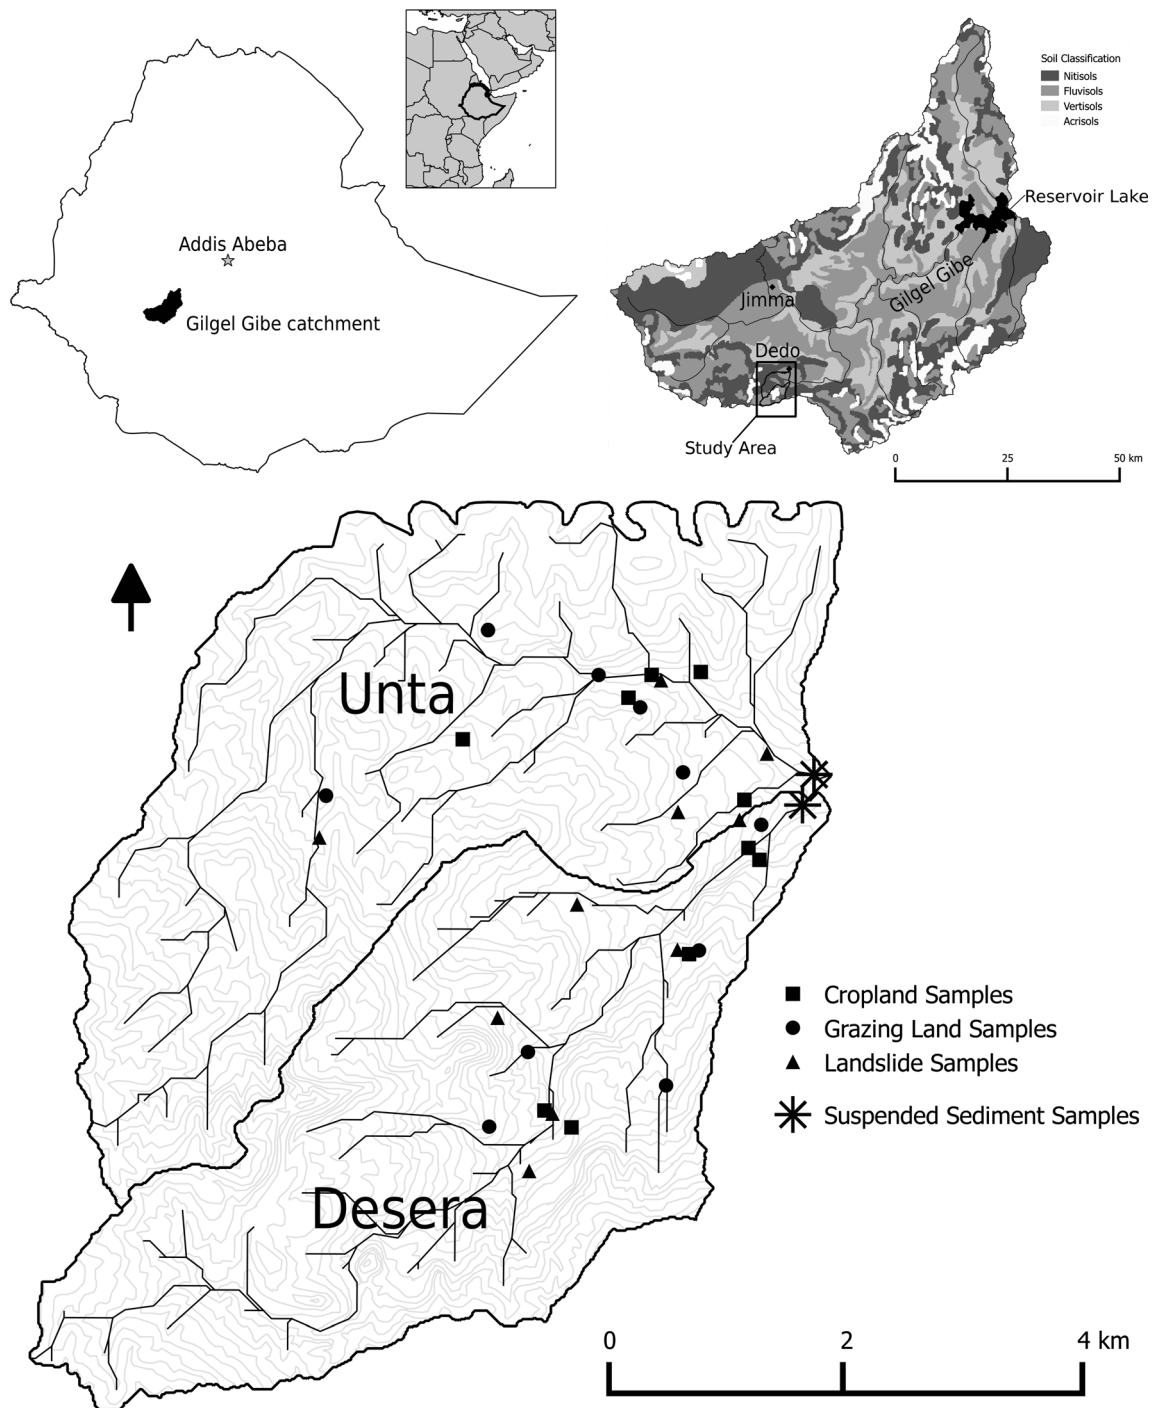 Addis Abeba
Gilgel Gibe catchment
Soil Classification
Nitisols
Fluvisols
Vertisols
Acrisols
Reservoir Lake
Gilgel Gibe
Jimma
Dedo
Study Area
0 25 50 km
Unta
Desera
Cropland Samples
Grazing Land Samples
Landslide Samples
Suspended Sediment Samples
0 2 4 km